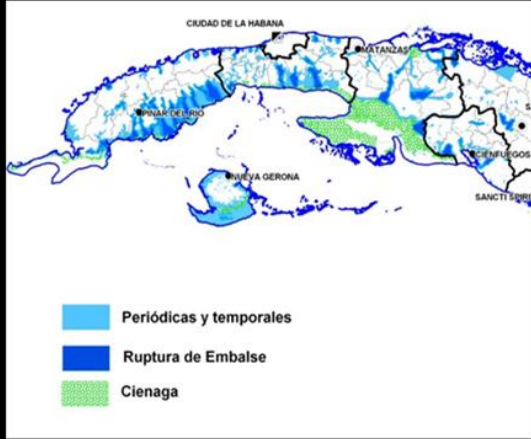 CIUDAD DE LA HABANA
MATANZAS
PINAR DEL RIO
CIENFUEGOS
NUEVA GERONA
SANCTI SPIRI
Periódicas y temporales
Ruptura de Embalse
Cienaga